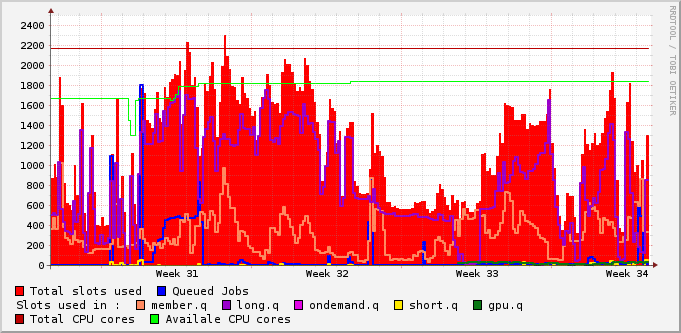 2400
2200
2000
1800
1600
1400
1200
1000
800
600
400
200
0
Week 31 Week 32 Week 33 Week 34
Total slots used Queued Jobs
Slots used in : member.q long.q ondemand.q short.q gpu.q
Total CPU cores Availale CPU cores
RRDTOOL / TOBI OETIKER